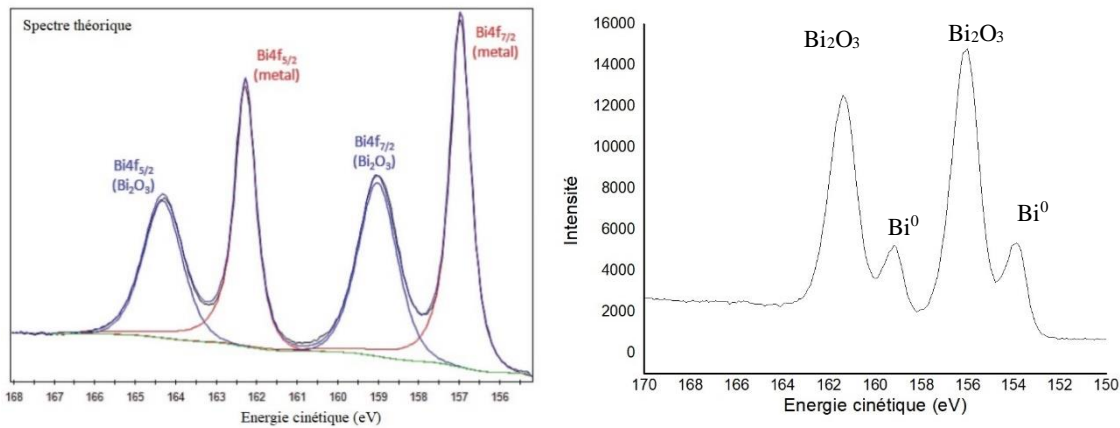 Spectre théorique
Bi4f7/2
(metal)
Bi4f5/2
(metal)
Bi4f7/2
(Bi2O3)
Bi4f5/2
(Bi2O3)
168 167 166 165 164 163 162 161 160 159 158 157 156
Energie cinétique (eV)
16000
14000
12000
10000
8000
6000
4000
2000
0
Intensité
Bi₂O₃
Bi₂O₃
Bi⁰
Bi⁰
170 168 166 164 162 160 158 156 154 152 150
Energie cinétique (eV)